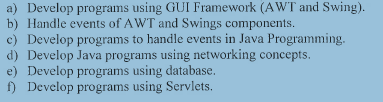 a) Develop programs using GUI Framework (AWT and Swing).
b) Handle events of AWT and Swings components.
c) Develop programs to handle events in Java Programming.
d) Develop Java programs using networking concepts.
e) Develop programs using database.
f) Develop programs using Servlets.